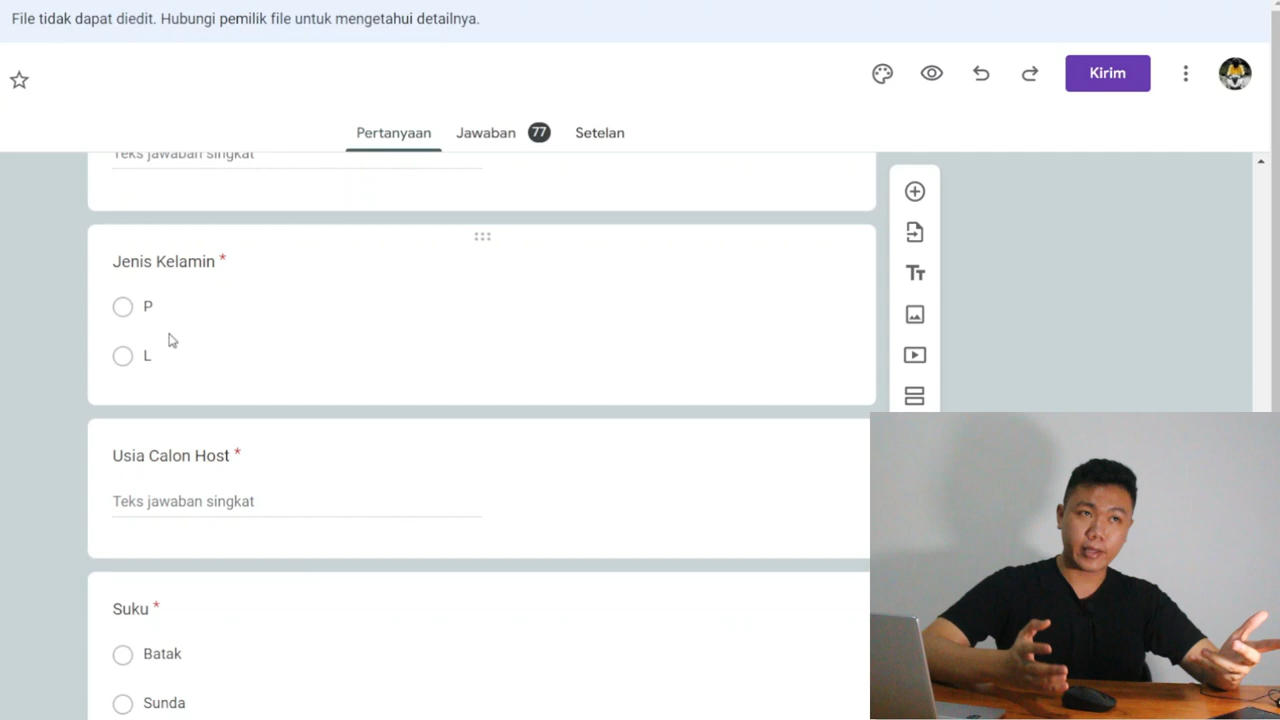 File tidak dapat diedit. Hubungi pemilik file untuk mengetahui detailnya.
Kirim
Pertanyaan Jawaban 77 Setelan
Teks jawaban singkat
Jenis Kelamin *
P
L
Usia Calon Host *
Teks jawaban singkat
Suku *
Batak
Sunda